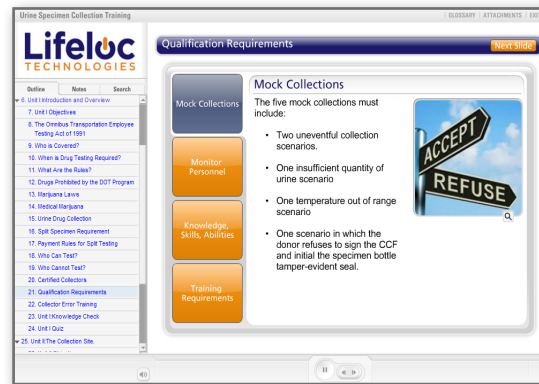 Urine Specimen Collection Training
GLOSSARY | ATTACHMENTS | EXIT
Lifeloc
TECHNOLOGIES
Qualification Requirements
Next Slide
Outline Notes Search
6. Unit I:Introduction and Overview
7. Unit I Objectives
8. The Omnibus Transportation Employee
Testing Act of 1991
9. Who is Covered?
10. When is Drug Testing Required?
11. What Are the Rules?
12. Drugs Prohibited by the DOT Program
13. Marijuana Laws
14. Medical Marijuana
15. Urine Drug Collection
16. Split Specimen Requirement
17. Payment Rules for Split Testing
18. Who Can Test?
19. Who Cannot Test?
20. Certified Collectors
21. Qualification Requirements
22. Collector Error Training
23. Unit I:Knowledge Check
24. Unit I Quiz
25. Unit II:The Collection Site.
Mock Collections
Monitor
Personnel
Knowledge,
Skills, Abilities
Training
Requirements
Mock Collections
The five mock collections must
include:
• Two uneventful collection
scenarios.
• One insufficient quantity of
urine scenario
• One temperature out of range
scenario
• One scenario in which the
donor refuses to sign the CCF
and initial the specimen bottle
tamper-evident seal.
ACCEPT
REFUSE